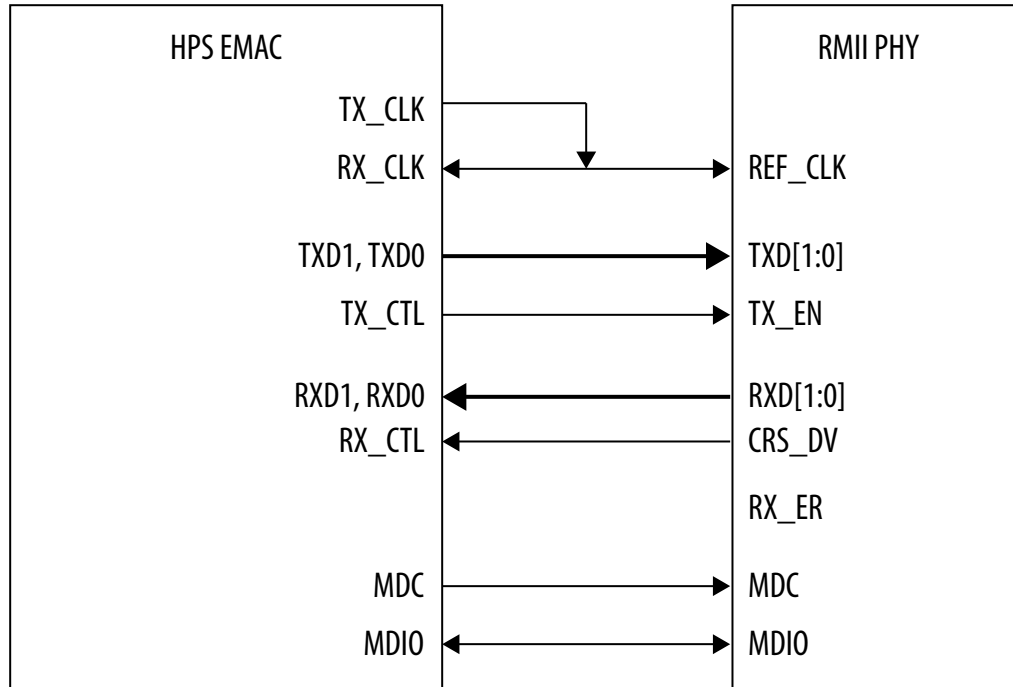 HPS EMAC
RMII PHY
TX_CLK
RX_CLK
REF_CLK
TXD1, TXD0
TXD[1:0]
TX_CTL
TX_EN
RXD1, RXD0
RXD[1:0]
RX_CTL
CRS_DV
RX_ER
MDC
MDC
MDIO
MDIO